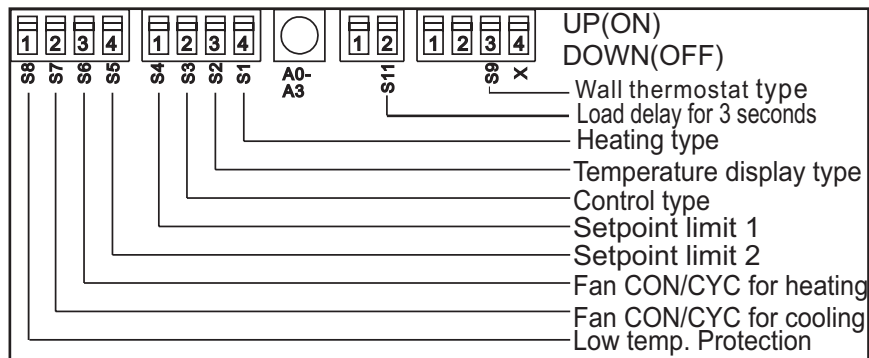 UP(ON)
1 2 3 4 1 2 3 4 1 2 1 2 3 4
DOWN(OFF)
S8 S7 S6 S5 S4 S3 S2 S1 A0-
A3 S11 S9 X
Wall thermostat type
Load delay for 3 seconds
Heating type
Temperature display type
Control type
Setpoint limit 1
Setpoint limit 2
Fan CON/CYC for heating
Fan CON/CYC for cooling
Low temp. Protection